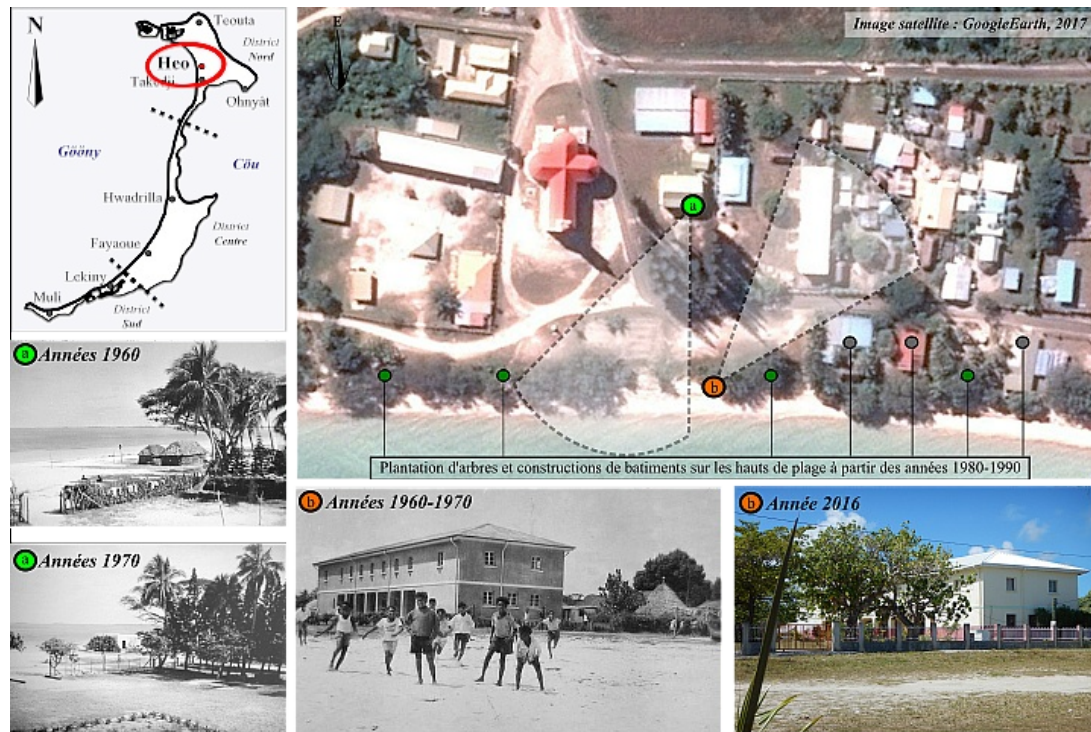 N
Teouta
District
Nord
Heo
Takedji
Ohnyât
Gööny
Cöu
Hwadrilla
District
Centre
Fayaoue
Lekiny
Muli
District
Sud
E
Image satellite : GoogleEarth, 2017
a
b
Plantation d'arbres et constructions de batiments sur les hauts de plage à partir des années 1980-1990
a Années 1960
a Années 1970
b Années 1960-1970
b Année 2016